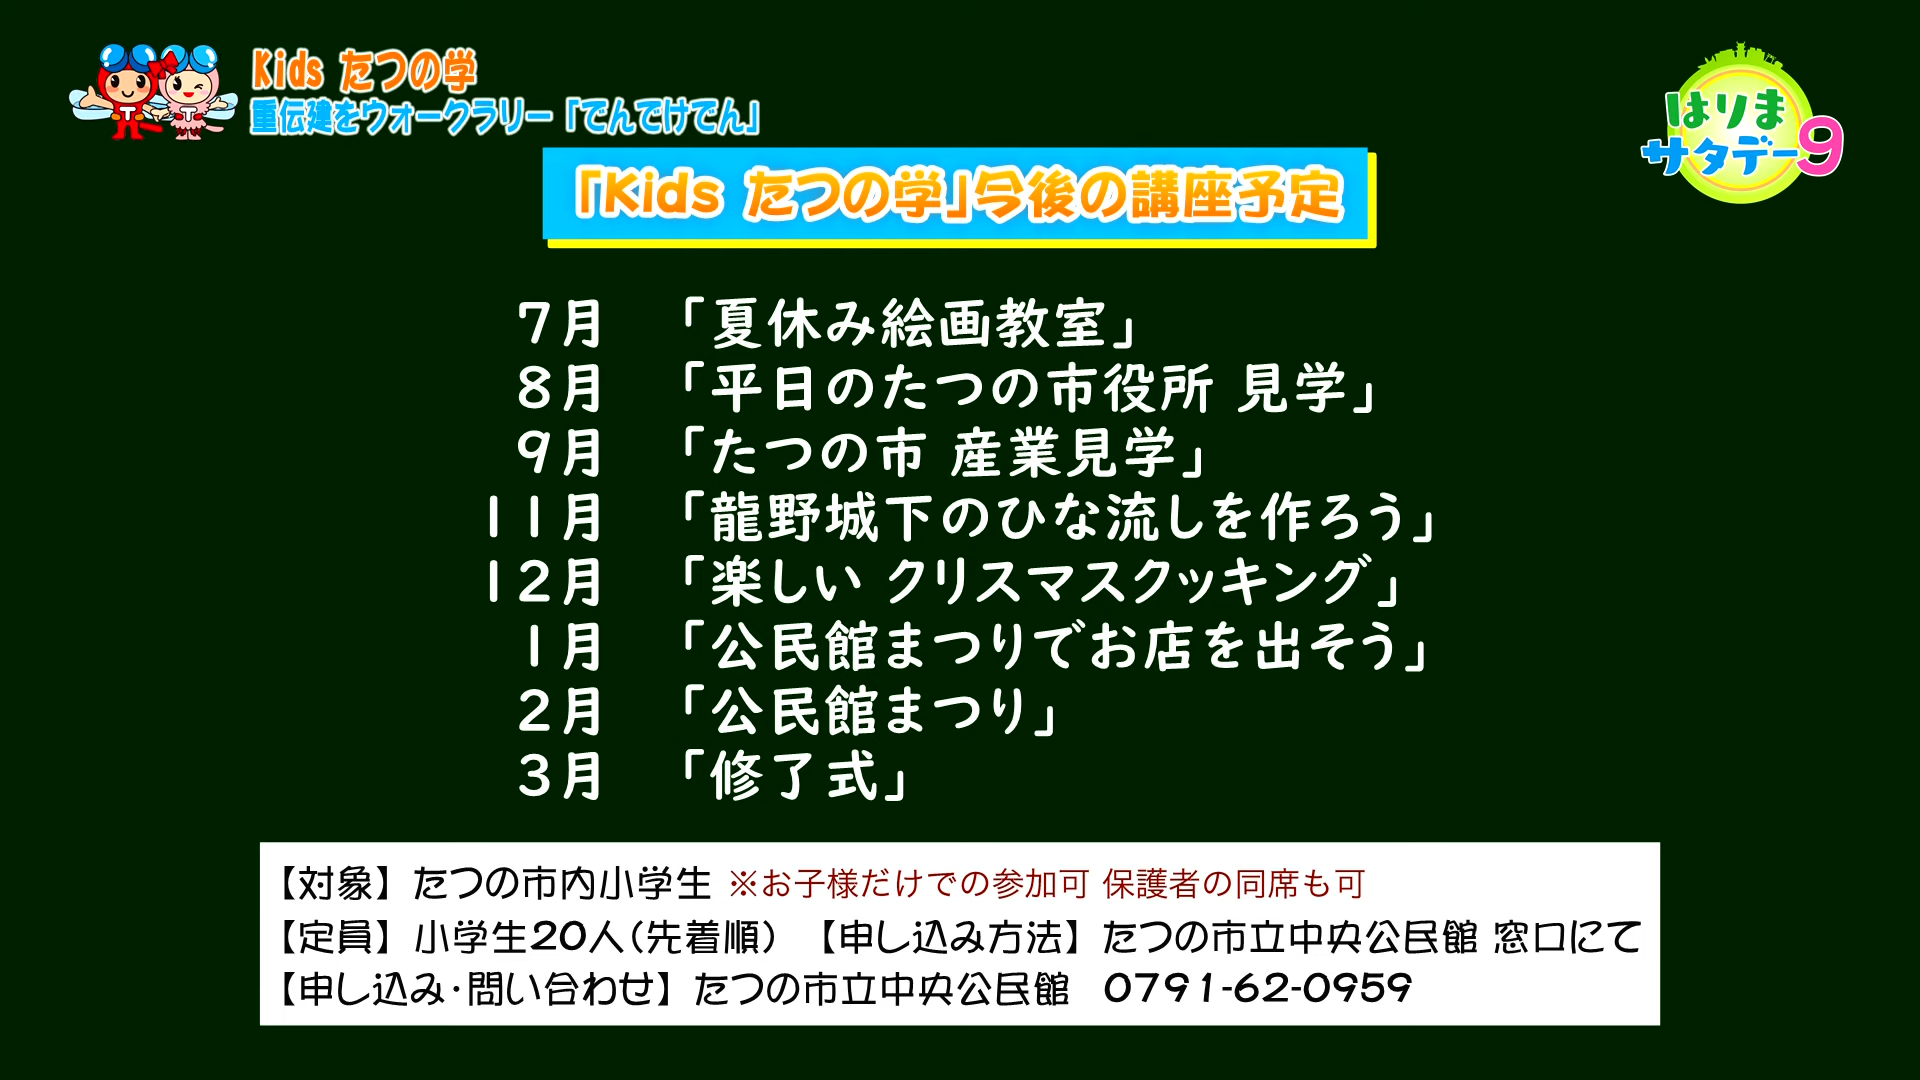 Kids たつの学
重伝建をウォークラリー「でんでけでん」
はりま
サタデー9
「Kids たつの学」今後の講座予定
7月 「夏休み絵画教室」
8月 「平日のたつの市役所 見学」
9月 「たつの市 産業見学」
11月 「龍野城下のひな流しを作ろう」
12月 「楽しい クリスマスクッキング」
1月 「公民館まつりでお店を出そう」
2月 「公民館まつり」
3月 「修了式」
【対象】たつの市内小学生 ※お子様だけでの参加可 保護者の同席も可
【定員】小学生20人(先着順) 【申し込み方法】たつの市立中央公民館 窓口にて
【申し込み・問い合わせ】たつの市立中央公民館 0791-62-0959